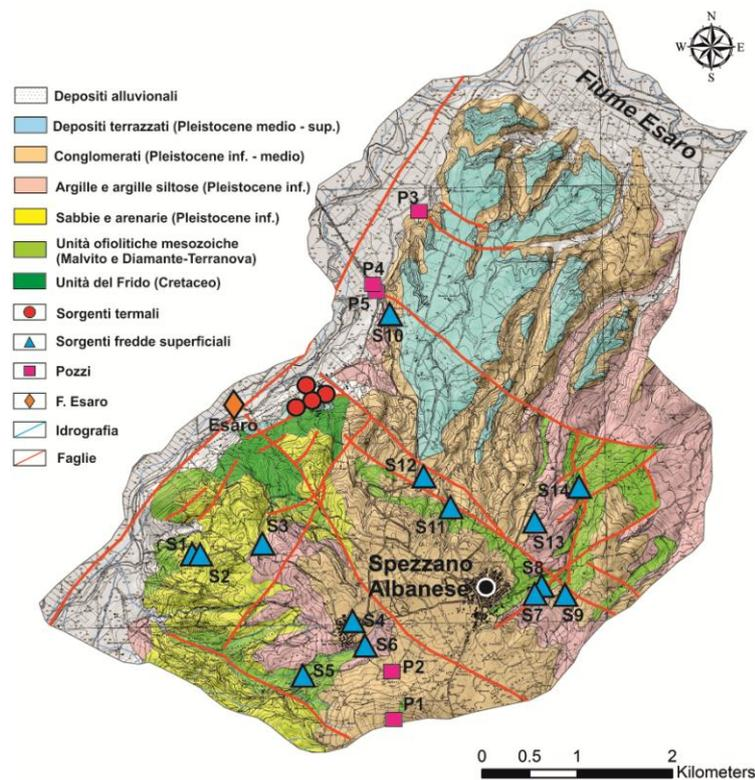 N
W E
S
Fiume Esaro
Depositi alluvionali
Depositi terrazzati (Pleistocene medio - sup.)
Conglomerati (Pleistocene inf. - medio)
Argille e argille siltose (Pleistocene inf.)
Sabbie e arenarie (Pleistocene inf.)
Unità ofiolitiche mesozoiche
(Malvito e Diamante-Terranova)
Unità del Frido (Cretaceo)
Sorgenti termali
Sorgenti fredde superficiali
Pozzi
F. Esaro
Idrografia
Faglie
P3
P4
P5
S10
Esaro
S12
S14
S11
S13
S3
S1
S2
Spezzano
Albanese
S8
S7
S9
S4
S6
S5
P2
P1
0 0.5 1 2
Kilometers